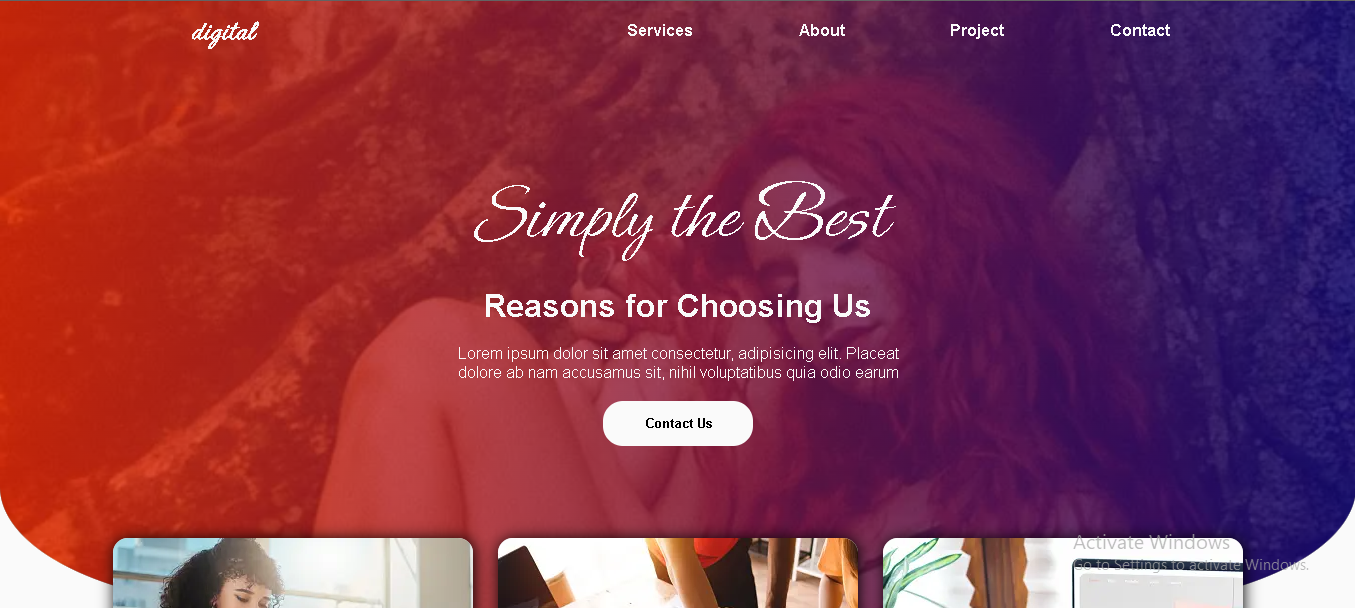 digital
Services
About
Project
Contact
Simply the Best
Reasons for Choosing Us
Lorem ipsum dolor sit amet consectetur, adipisicing elit. Placeat
dolore ab nam accusamus sit, nihil voluptatibus quia odio earum
Contact Us
Activate Windows
Go to Settings to activate Windows.